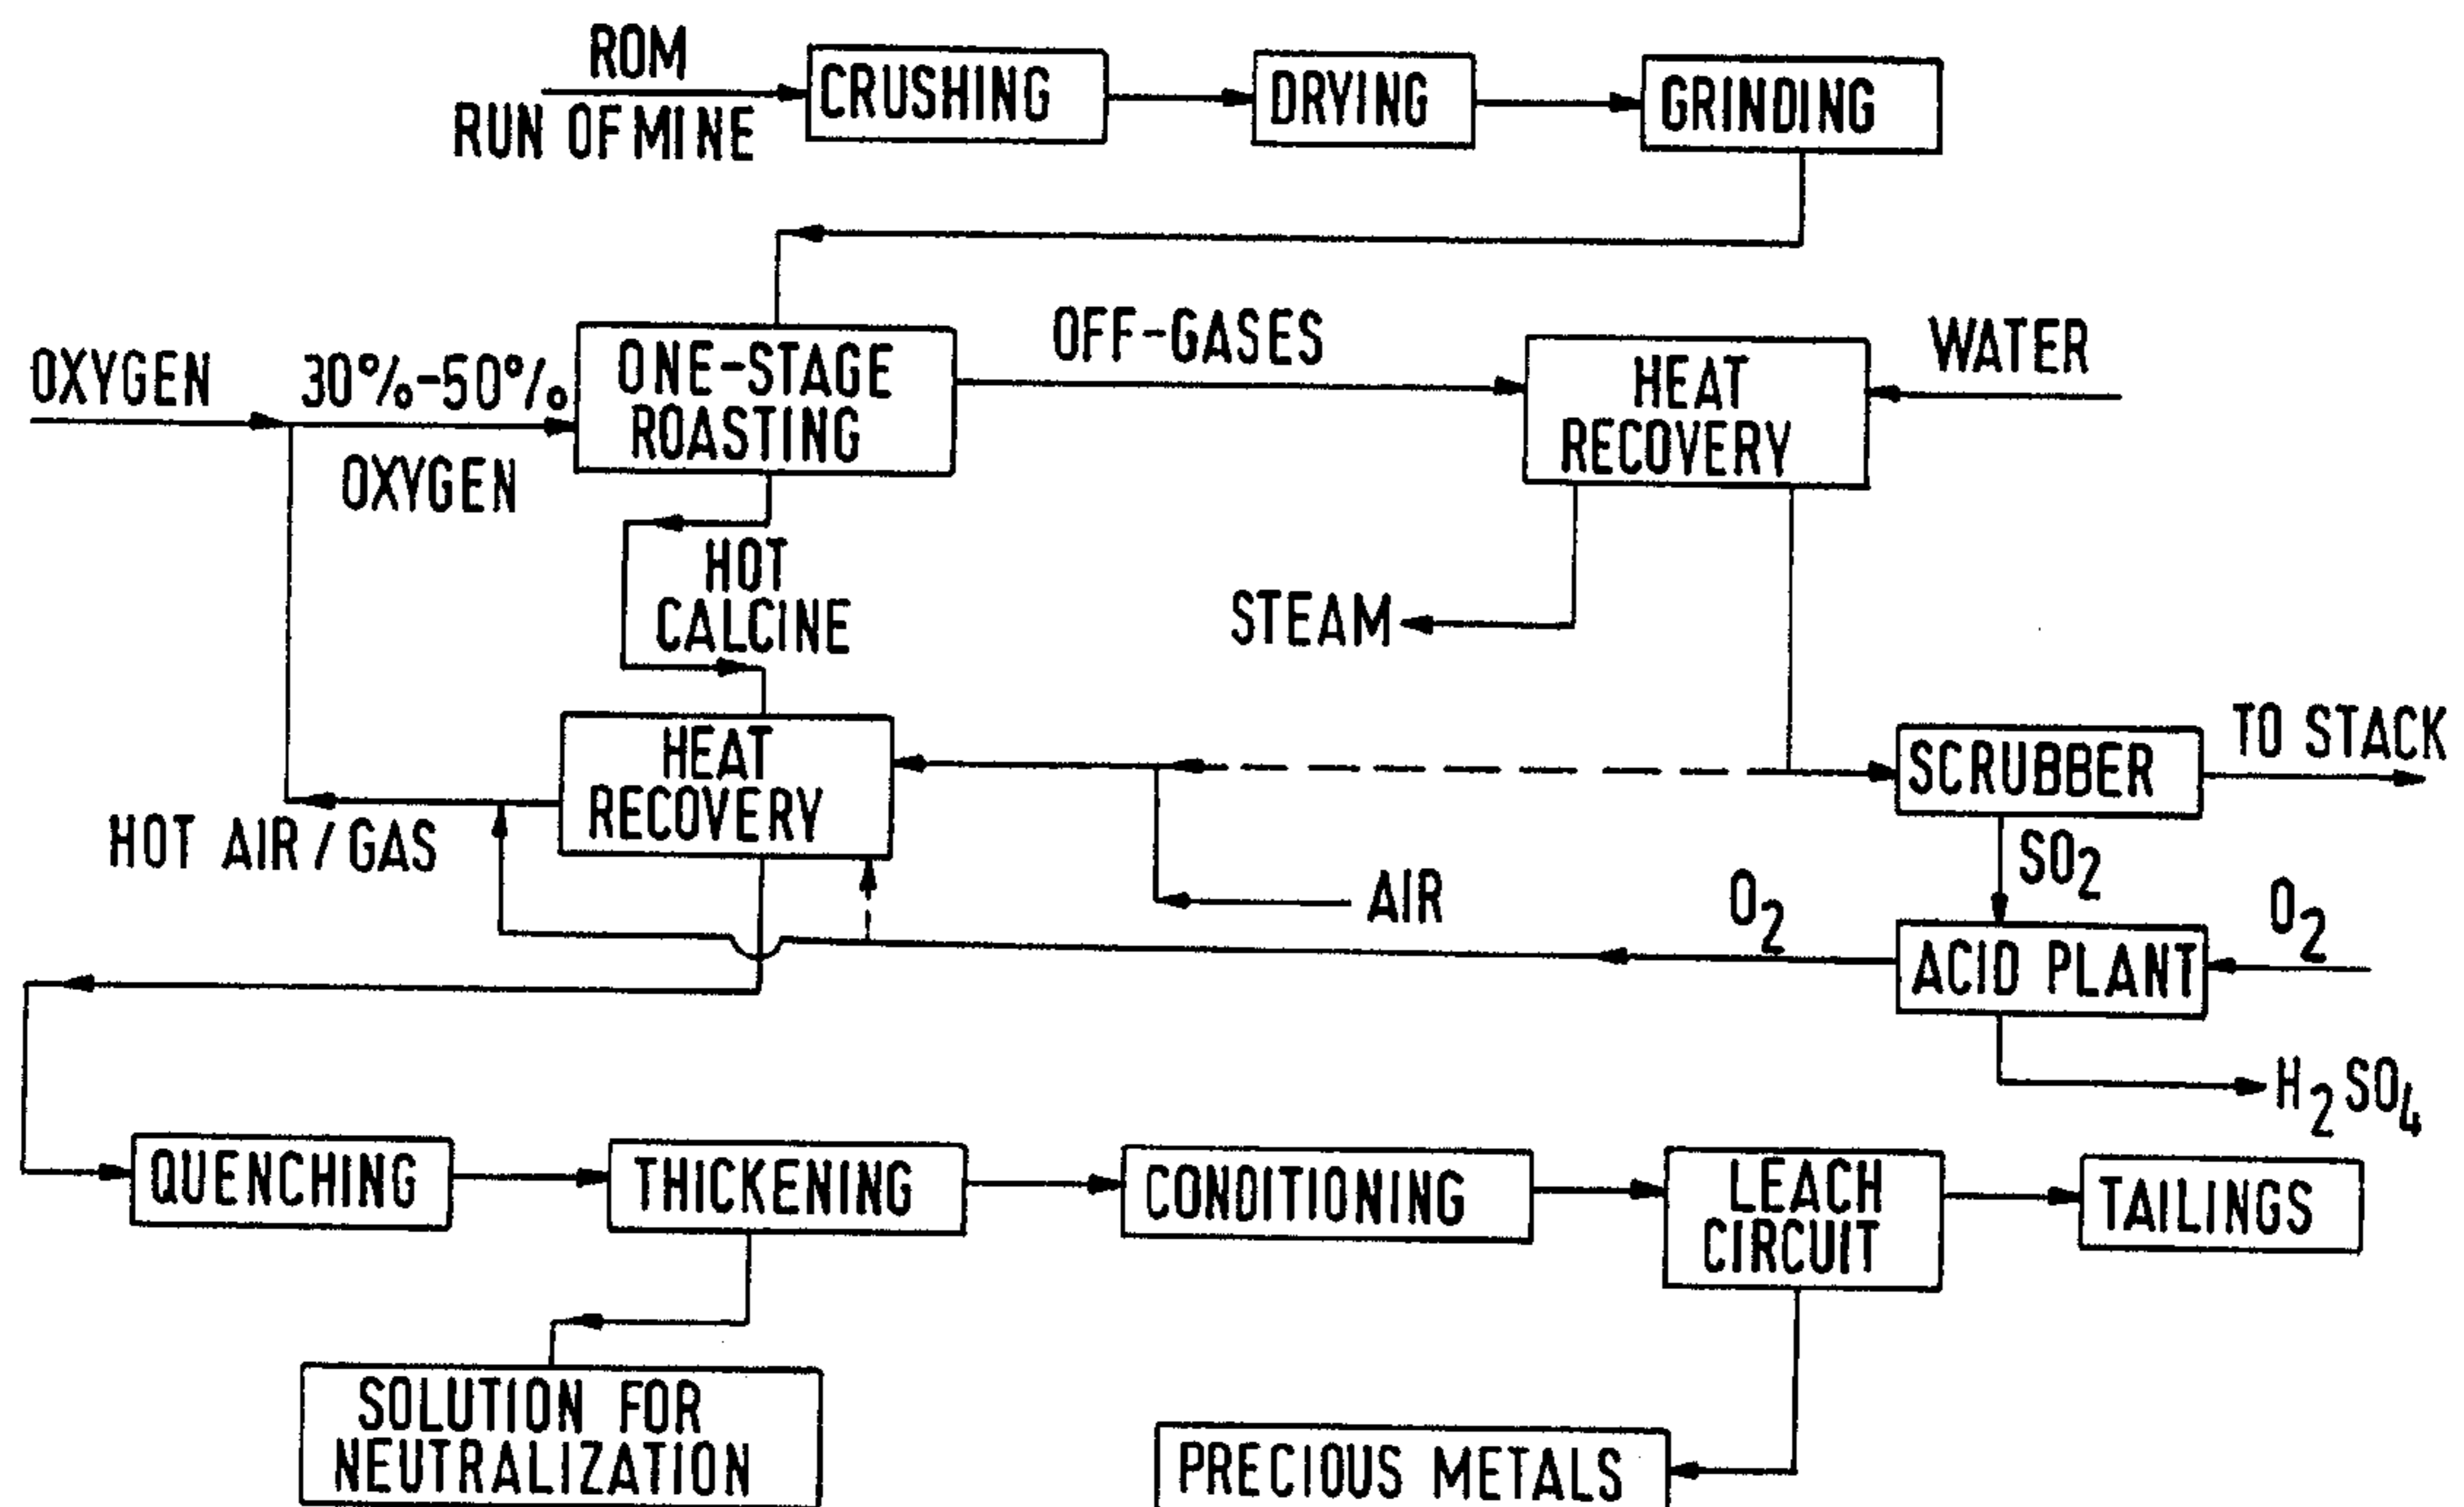 ROM
RUN OF MINE
CRUSHING
DRYING
GRINDING
OXYGEN
30%-50%
OXYGEN
ONE-STAGE
ROASTING
OFF-GASES
HEAT
RECOVERY
WATER
HOT
CALCINE
STEAM
HEAT
RECOVERY
HOT AIR / GAS
AIR
SCRUBBER
TO STACK
SO2
O2
ACID PLANT
O2
H2SO4
QUENCHING
THICKENING
CONDITIONING
LEACH
CIRCUIT
TAILINGS
SOLUTION FOR
NEUTRALIZATION
PRECIOUS METALS